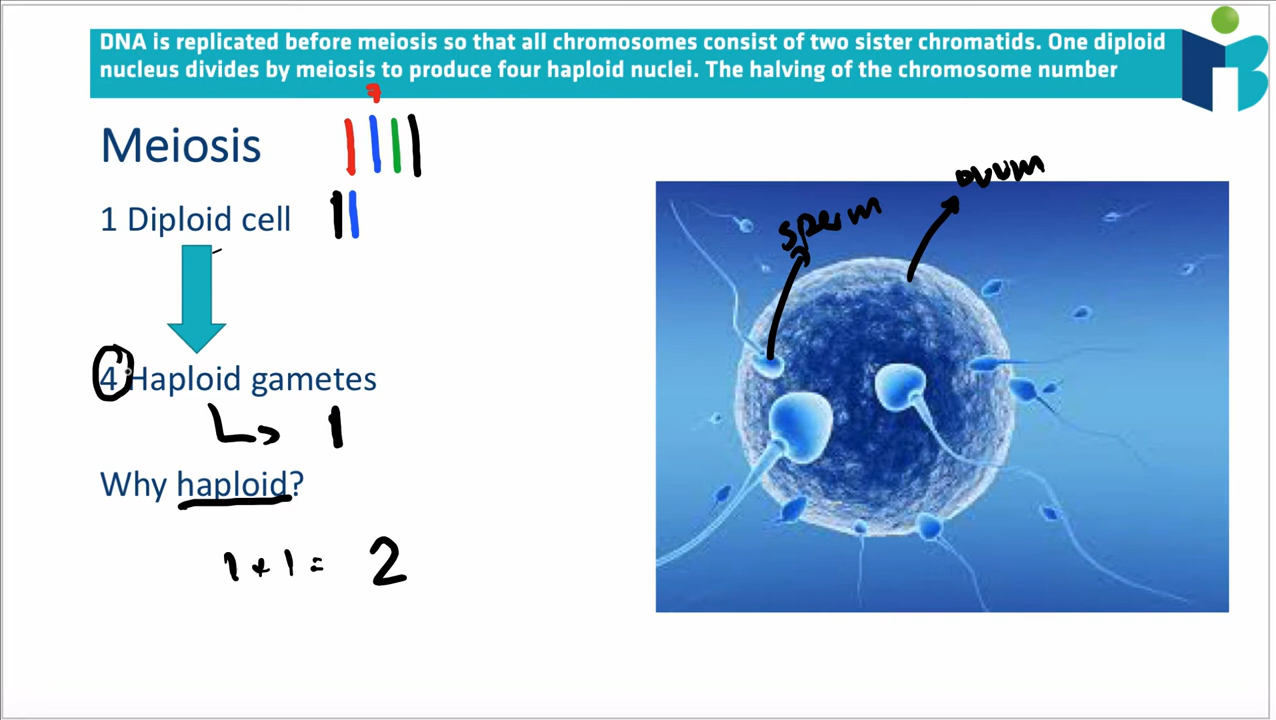 DNA is replicated before meiosis so that all chromosomes consist of two sister chromatids. One diploid
nucleus divides by meiosis to produce four haploid nuclei. The halving of the chromosome number
Meiosis
1 Diploid cell
4 Haploid gametes
1
Why haploid?
1 + 1 = 2
sperm
ovum